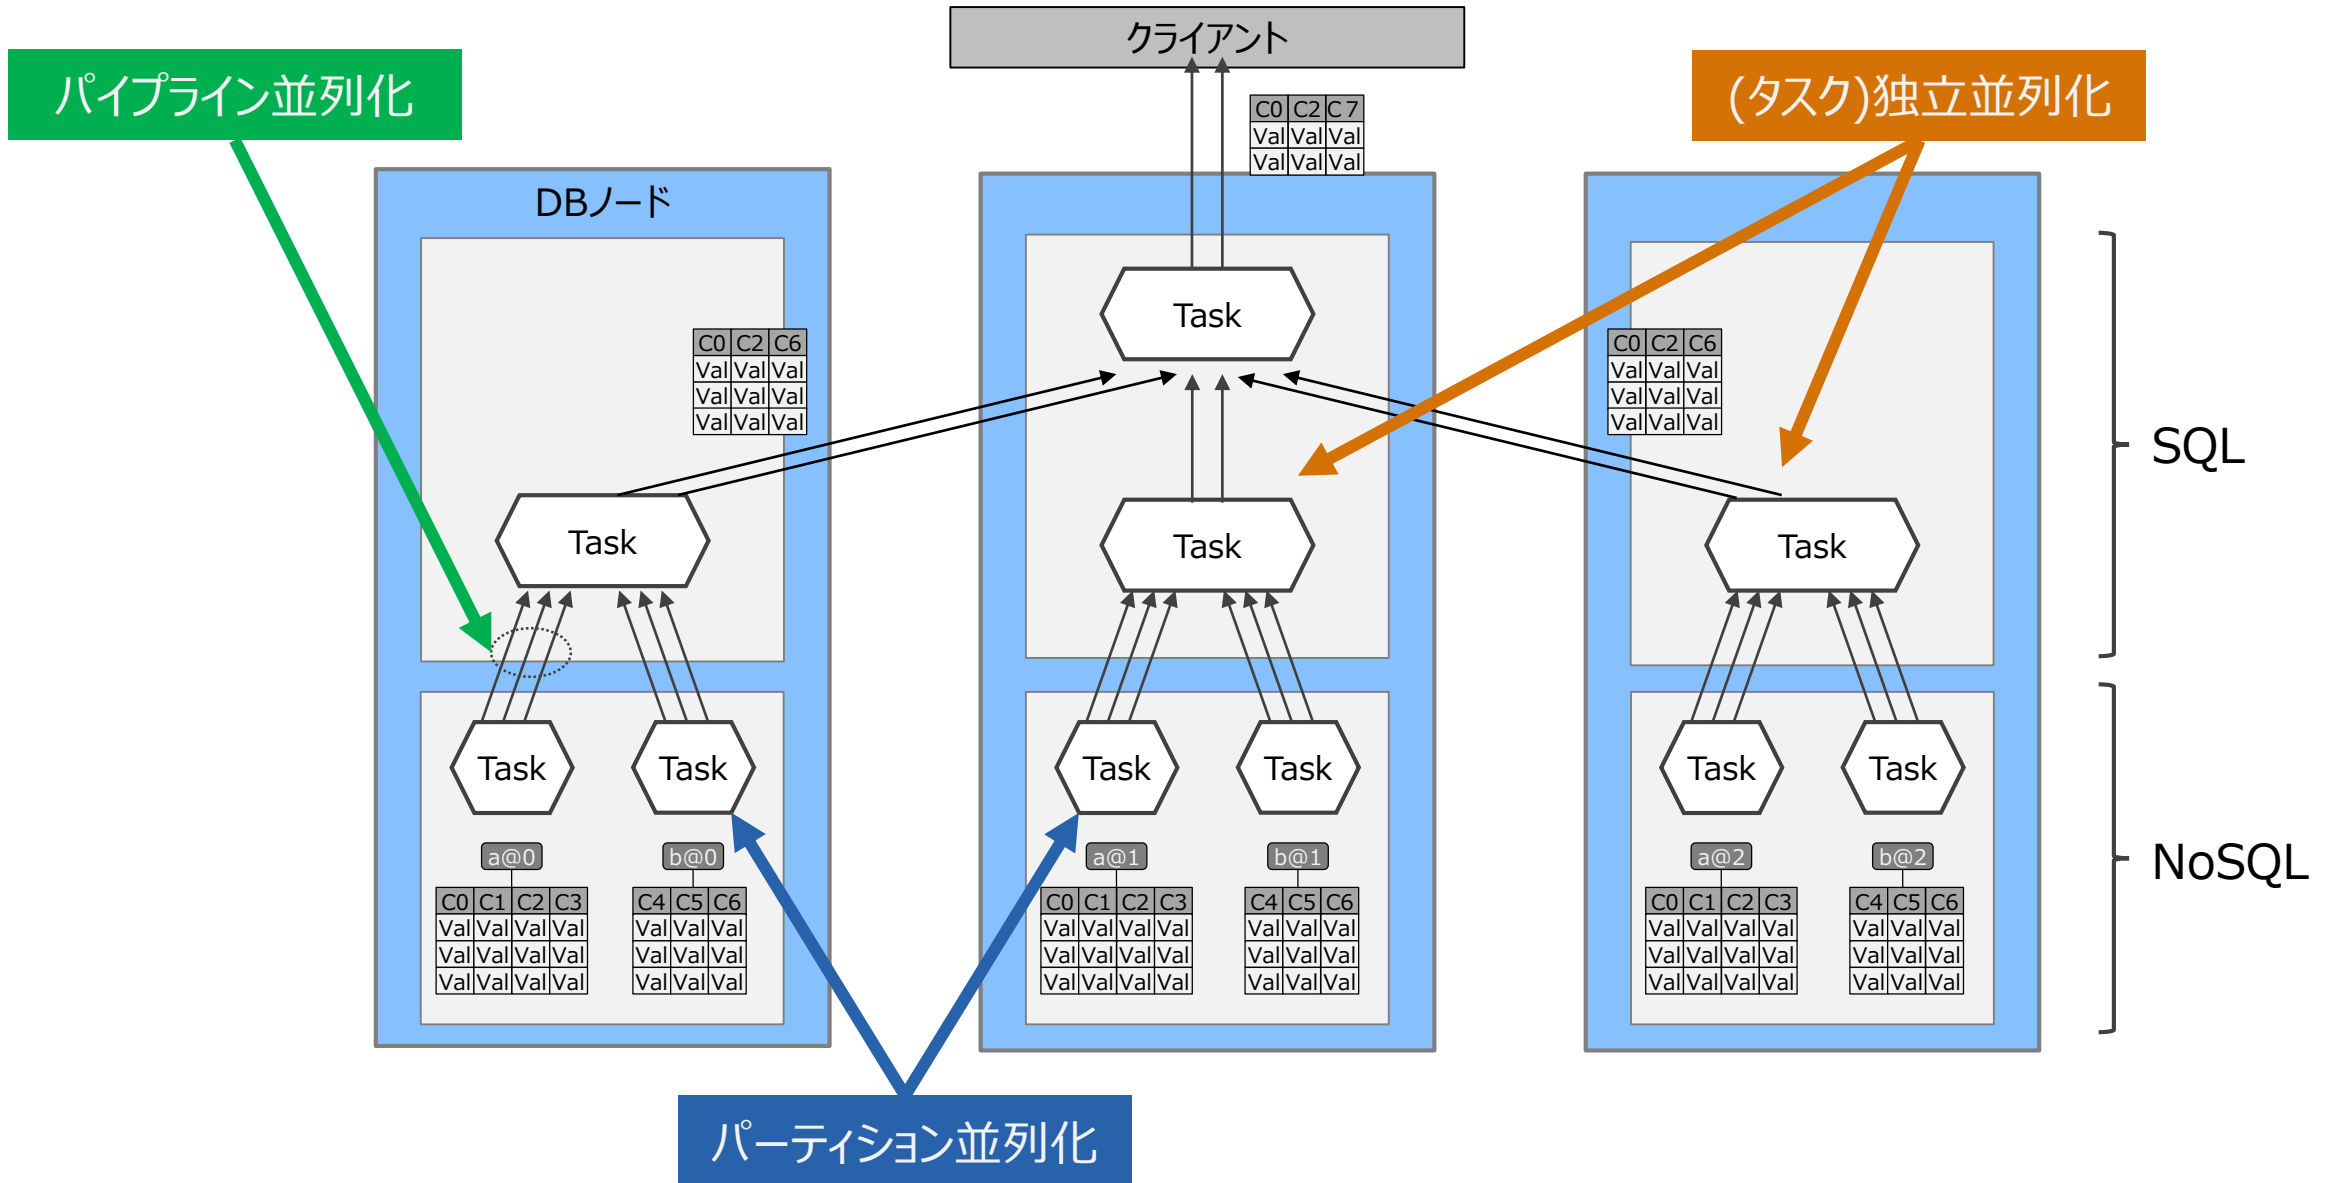 クライアント
パイプライン並列化
(タスク)独立並列化
C0 C2 C7
Val Val Val
Val Val Val
DBノード
Task
C0 C2 C6
Val Val Val
Val Val Val
Val Val Val
C0 C2 C6
Val Val Val
Val Val Val
Val Val Val
SQL
Task
Task
Task
Task
Task
Task
Task
Task
Task
NoSQL
a@0
b@0
a@1
b@1
a@2
b@2
C0 C1 C2 C3
Val Val Val Val
Val Val Val Val
Val Val Val Val
C4 C5 C6
Val Val Val
Val Val Val
Val Val Val
C0 C1 C2 C3
Val Val Val Val
Val Val Val Val
Val Val Val Val
C4 C5 C6
Val Val Val
Val Val Val
Val Val Val
C0 C1 C2 C3
Val Val Val Val
Val Val Val Val
Val Val Val Val
C4 C5 C6
Val Val Val
Val Val Val
Val Val Val
パーティション並列化